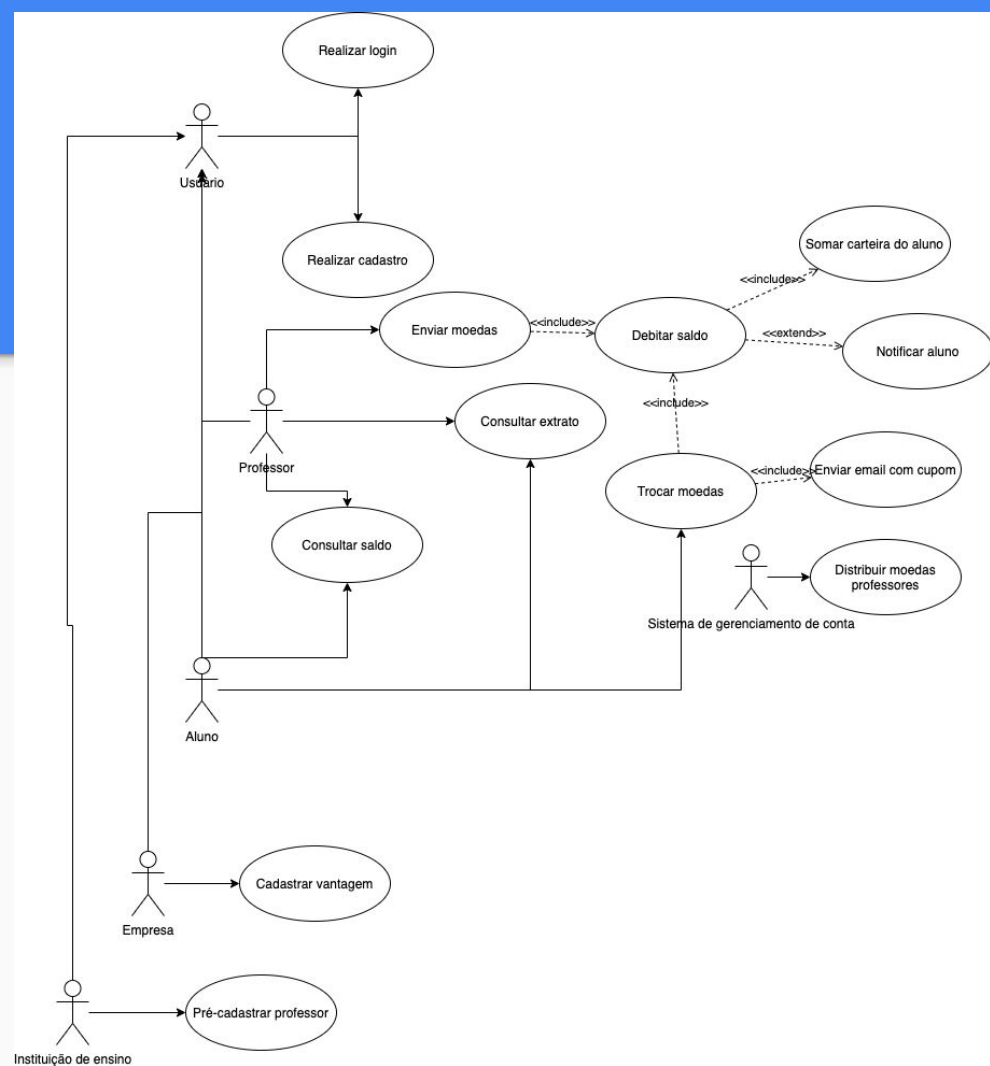 Realizar login
Usuário
Realizar cadastro
Somar carteira do aluno
<<include>>
Enviar moedas
<<include>>
Debitar saldo
<<extend>>
Notificar aluno
<<include>>
Consultar extrato
Professor
Trocar moedas
<<include>>
Enviar email com cupom
Consultar saldo
Distribuir moedas
professores
Sistema de gerenciamento de conta
Aluno
Cadastrar vantagem
Empresa
Pré-cadastrar professor
Instituição de ensino